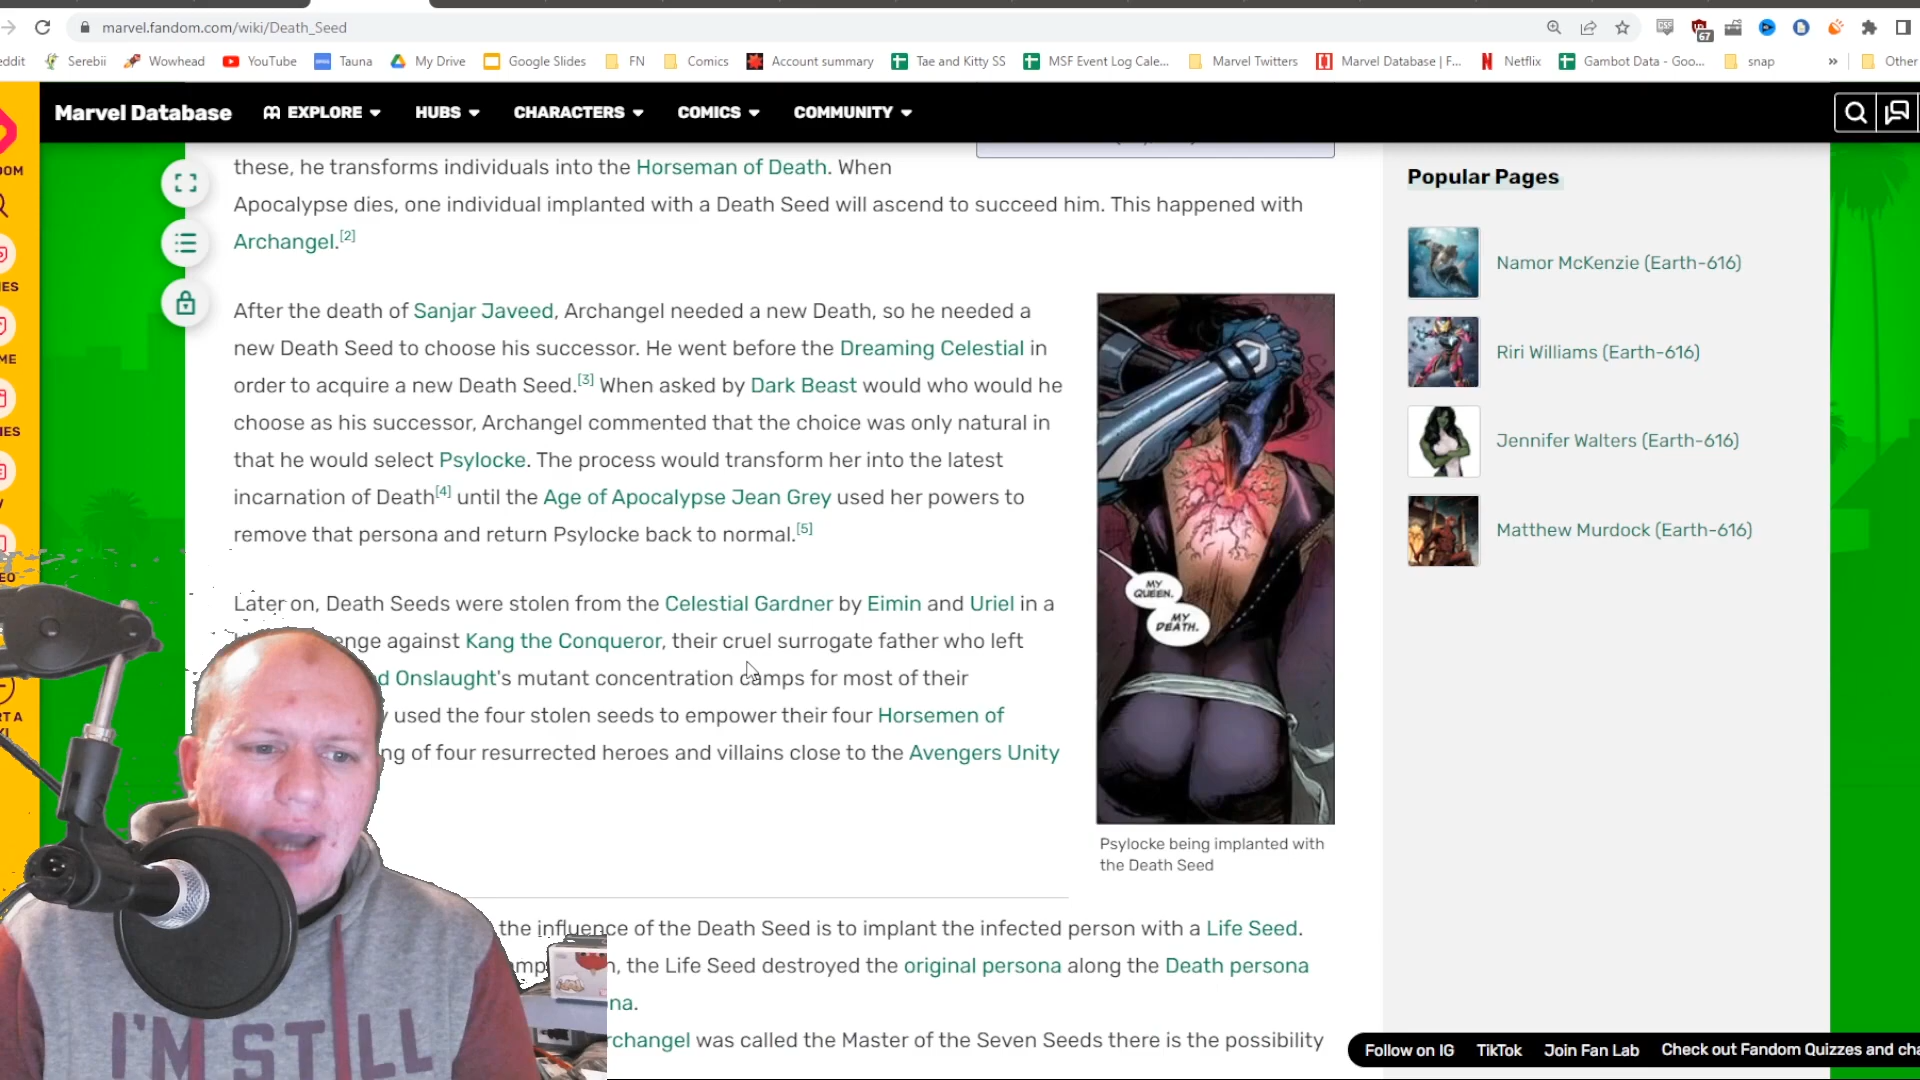 marvel.fandom.com/wiki/Death_Seed
67
eddit Serebii Wowhead YouTube Tauna My Drive Google Slides FN Comics Account summary Tae and Kitty SS MSF Event Log Cale... Marvel Twitters Marvel Database | F... Netflix Gambot Data - Goo... snap » Other
Marvel Database EXPLORE HUBS CHARACTERS COMICS COMMUNITY
these, he transforms individuals into the Horseman of Death. When
Apocalypse dies, one individual implanted with a Death Seed will ascend to succeed him. This happened with
Archangel.[2]
After the death of Sanjar Javeed, Archangel needed a new Death, so he needed a
new Death Seed to choose his successor. He went before the Dreaming Celestial in
order to acquire a new Death Seed.[3] When asked by Dark Beast would who would he
choose as his successor, Archangel commented that the choice was only natural in
that he would select Psylocke. The process would transform her into the latest
incarnation of Death[4] until the Age of Apocalypse Jean Grey used her powers to
remove that persona and return Psylocke back to normal.[5]
Later on, Death Seeds were stolen from the Celestial Gardner by Eimin and Uriel in a
nge against Kang the Conqueror, their cruel surrogate father who left
d Onslaught's mutant concentration camps for most of their
used the four stolen seeds to empower their four Horsemen of
ng of four resurrected heroes and villains close to the Avengers Unity
MY
QUEEN.
MY
DEATH.
Psylocke being implanted with
the Death Seed
the influence of the Death Seed is to implant the infected person with a Life Seed.
n, the Life Seed destroyed the original persona along the Death persona
na.
rchangel was called the Master of the Seven Seeds there is the possibility
Popular Pages
Namor McKenzie (Earth-616)
Riri Williams (Earth-616)
Jennifer Walters (Earth-616)
Matthew Murdock (Earth-616)
Follow on IG TikTok Join Fan Lab Check out Fandom Quizzes and cha
I'M STILL